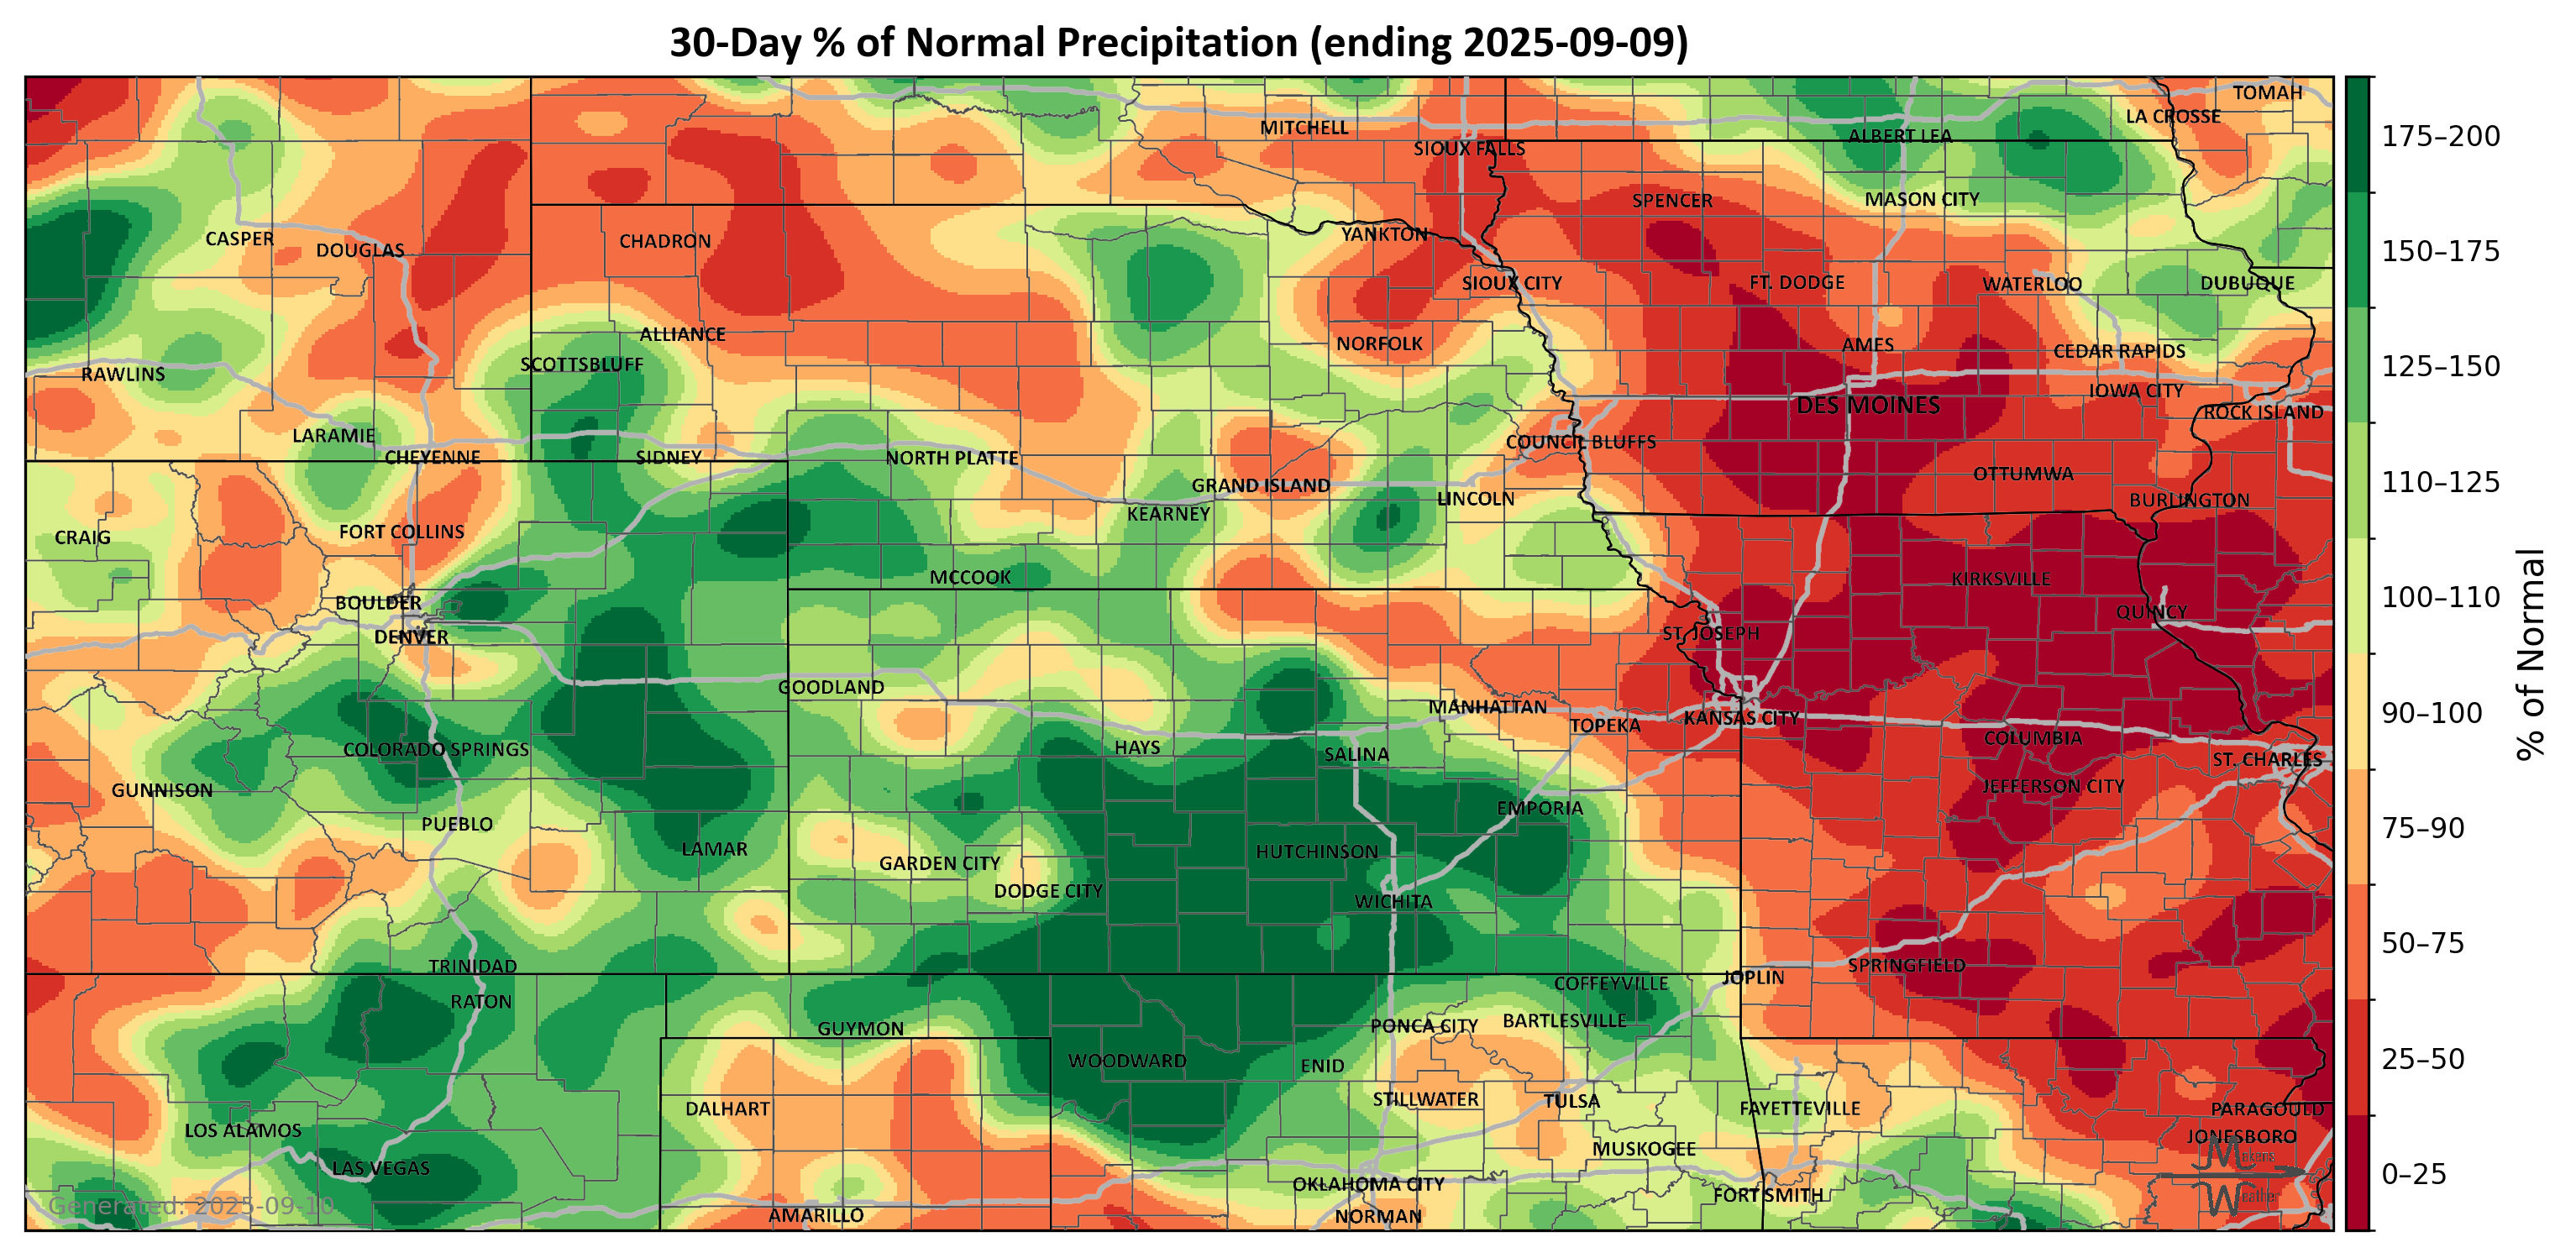 30-Day % of Normal Precipitation (ending 2025-09-09)
TOMAH
LA CROSSE
MITCHELL
ALBERT LEA
SIOUX FALLS
SPENCER
MASON CITY
YANKTON
CASPER
CHADRON
DOUGLAS
SIOUX CITY
FT. DODGE
WATERLOO
DUBUQUE
ALLIANCE
NORFOLK
AMES
CEDAR RAPIDS
SCOTTSBLUFF
RAWLINS
IOWA CITY
DES MOINES
ROCK ISLAND
LARAMIE
COUNCIL BLUFFS
CHEYENNE
SIDNEY
NORTH PLATTE
OTTUMWA
GRAND ISLAND
LINCOLN
BURLINGTON
KEARNEY
FORT COLLINS
CRAIG
MCCOOK
KIRKSVILLE
BOULDER
QUINCY
DENVER
ST. JOSEPH
GOODLAND
MANHATTAN
KANSAS CITY
TOPEKA
COLUMBIA
HAYS
COLORADO SPRINGS
SALINA
ST. CHARLES
GUNNISON
JEFFERSON CITY
EMPORIA
PUEBLO
LAMAR
HUTCHINSON
GARDEN CITY
DODGE CITY
WICHITA
TRINIDAD
SPRINGFIELD
JOPLIN
COFFEYVILLE
RATON
BARTLESVILLE
GUYMON
PONCA CITY
WOODWARD
ENID
STILLWATER
TULSA
DALHART
FAYETTEVILLE
PARAGOULD
LOS ALAMOS
JONESBORO
MUSKOGEE
LAS VEGAS
OKLAHOMA CITY
FORT SMITH
AMARILLO
NORMAN
Generated: 2025-09-10
175–200
150–175
125–150
110–125
100–110
90–100
75–90
50–75
25–50
0–25
% of Normal